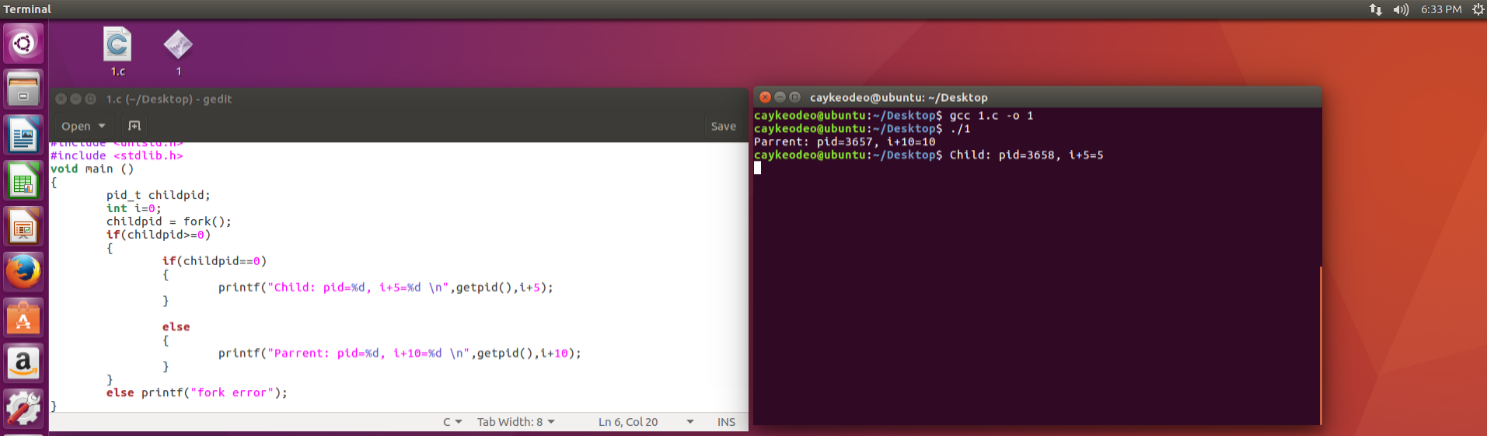 Terminal
6:33 PM
1.c
1
1.c (~/Desktop) - gedit
Open
Save
#include <unistd.h>
#include <stdlib.h>
void main ()
{
pid_t childpid;
int i=0;
childpid = fork();
if(childpid>=0)
{
if(childpid==0)
{
printf("Child: pid=%d, i+5=%d \n",getpid(),i+5);
}
else
{
printf("Parrent: pid=%d, i+10=%d \n",getpid(),i+10);
}
}
else printf("fork error");
}
C
Tab Width: 8
Ln 6, Col 20
INS
caykeodeo@ubuntu: ~/Desktop
caykeodeo@ubuntu:~/Desktop$ gcc 1.c -o 1
caykeodeo@ubuntu:~/Desktop$ ./1
Parrent: pid=3657, i+10=10
caykeodeo@ubuntu:~/Desktop$ Child: pid=3658, i+5=5